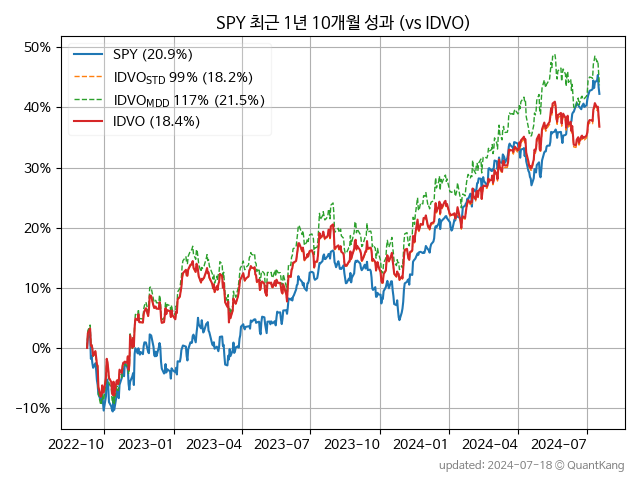 SPY 최근 1년 10개월 성과 (vs IDVO)
50%
40%
30%
20%
10%
0%
−10%
SPY (20.9%)
IDVOSTD 99% (18.2%)
IDVOMDD 117% (21.5%)
IDVO (18.4%)
2022−10 2023−01 2023−04 2023−07 2023−10 2024−01 2024−04 2024−07
updated: 2024-07-18 © QuantKang